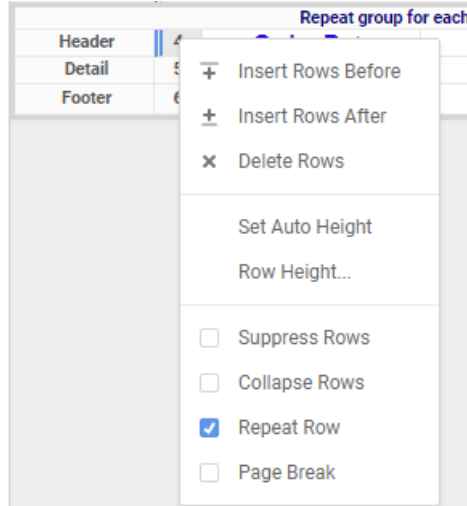 Repeat group for each
Header
Detail 5
Footer 6
Insert Rows Before
Insert Rows After
Delete Rows
Set Auto Height
Row Height...
Suppress Rows
Collapse Rows
Repeat Row
Page Break